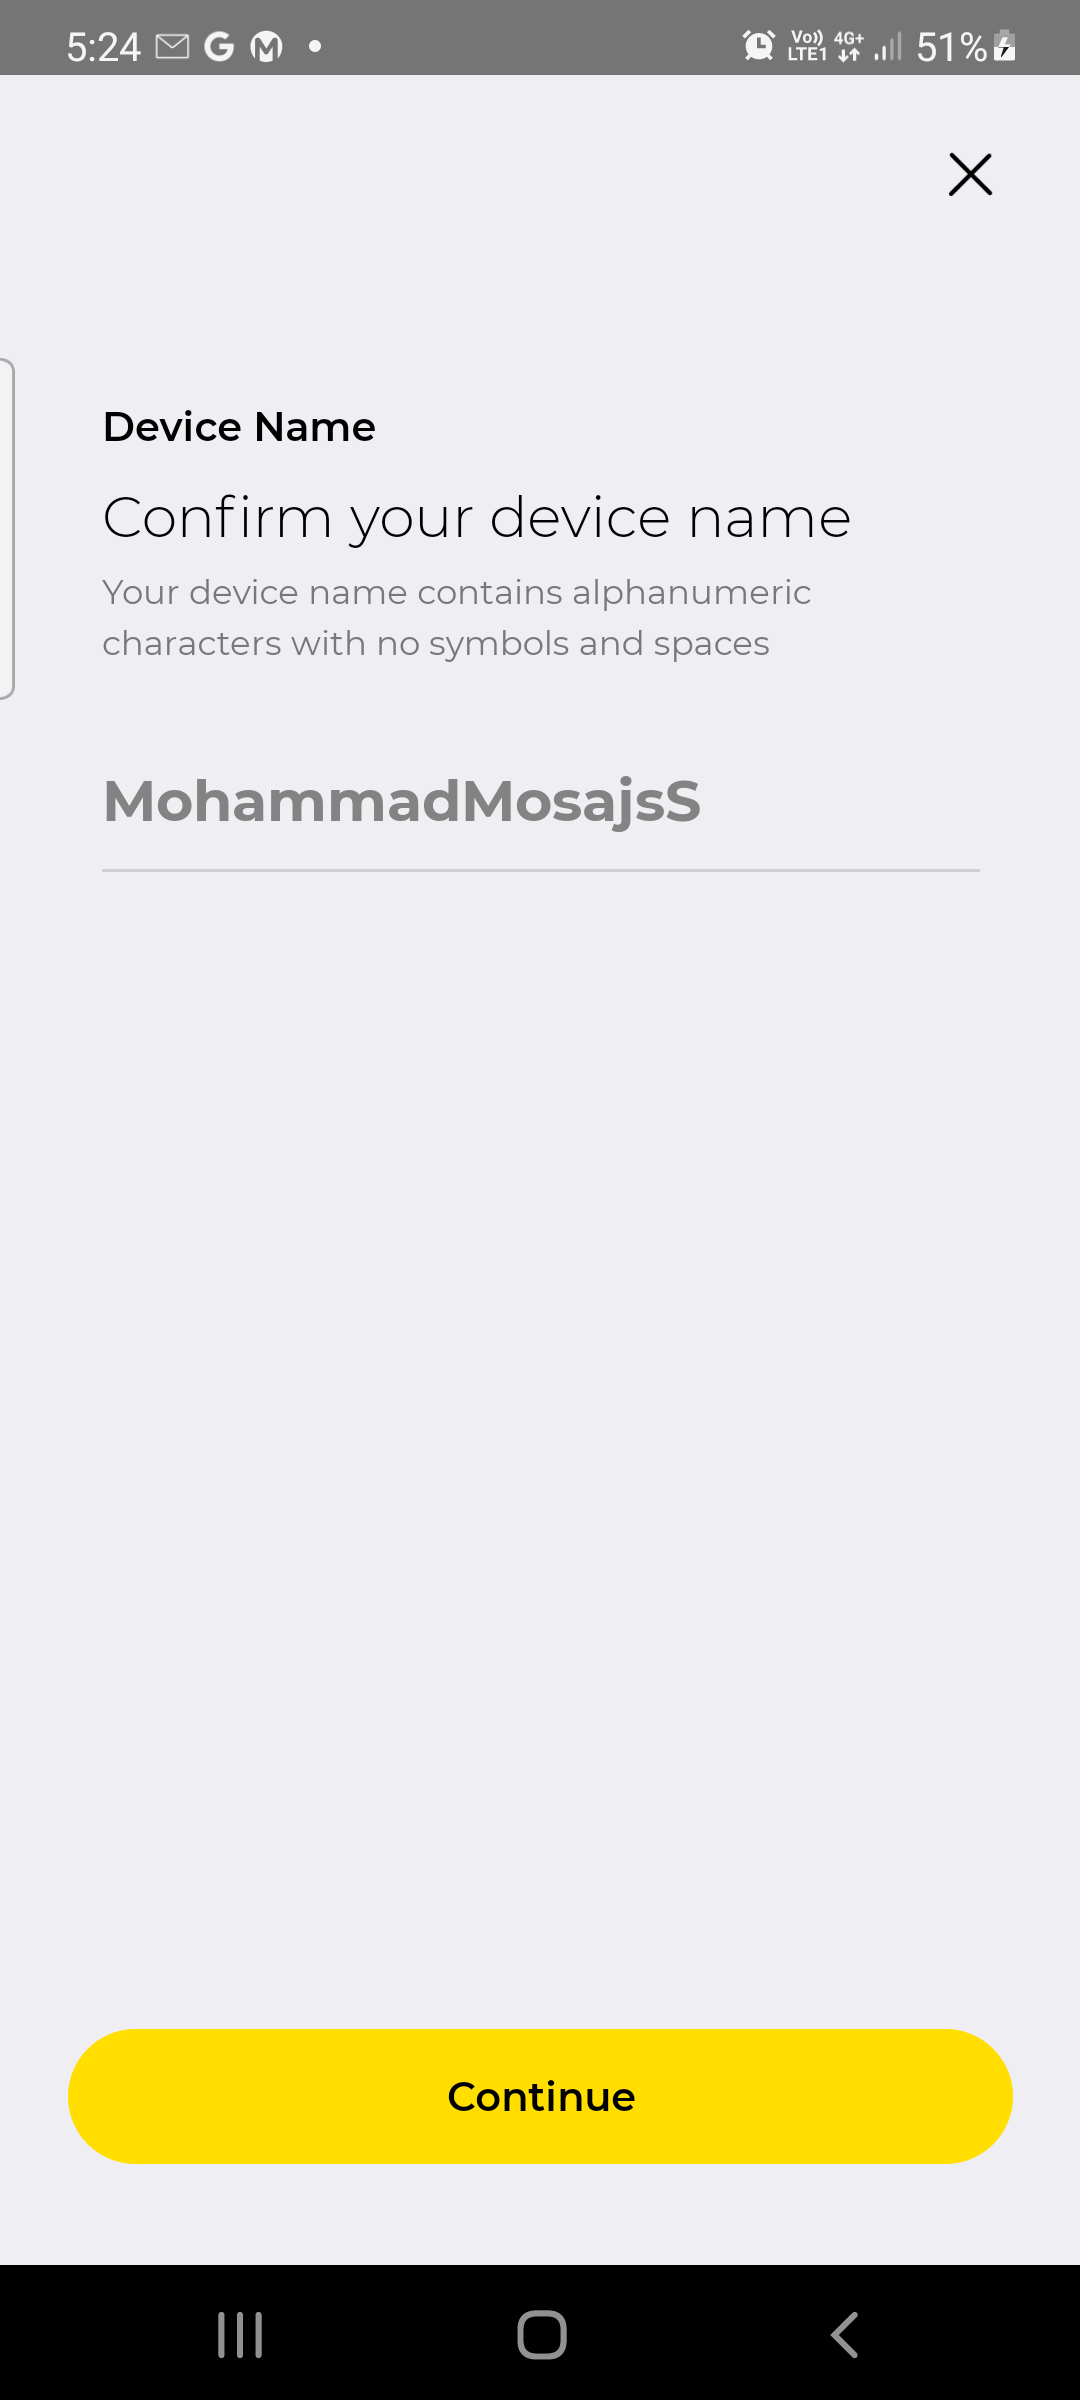 5:24
Vo)) LTE1 4G+ 51%
Device Name
Confirm your device name
Your device name contains alphanumeric
characters with no symbols and spaces
MohammadMosajsS
Continue